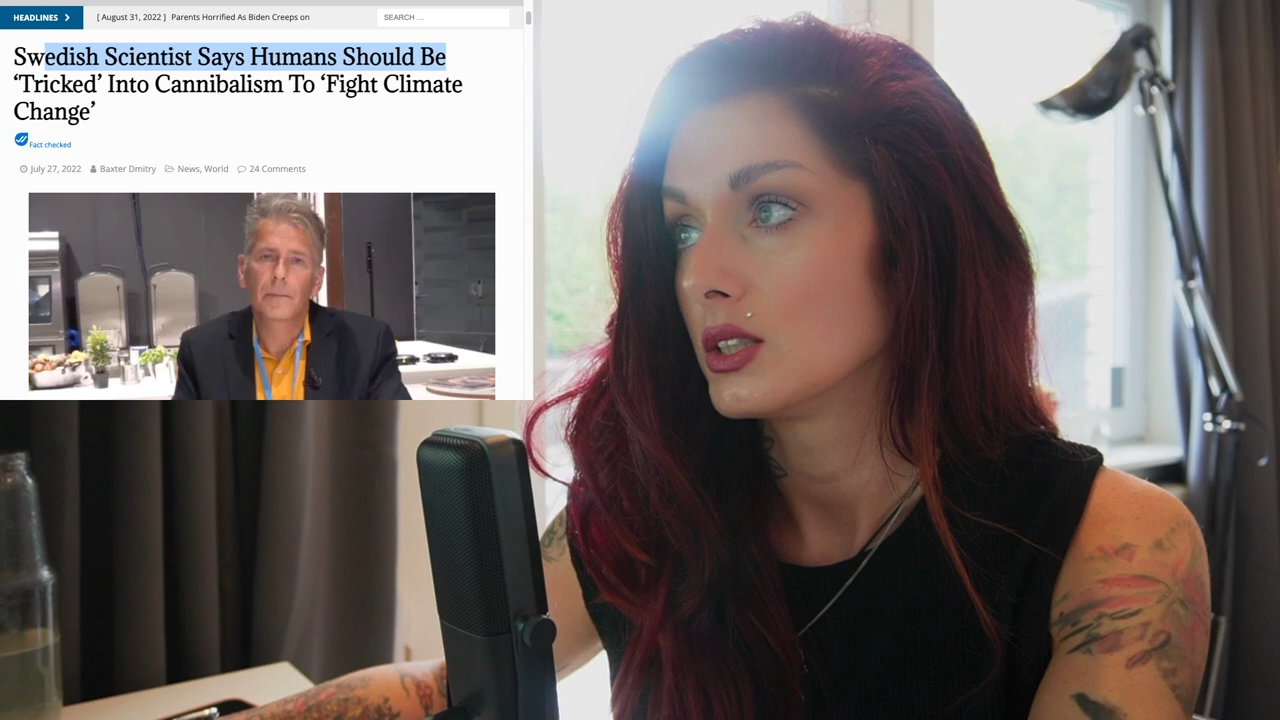 HEADLINES
[ August 31, 2022 ] Parents Horrified As Biden Creeps on
SEARCH …
Swedish Scientist Says Humans Should Be
‘Tricked’ Into Cannibalism To ‘Fight Climate
Change’
Fact checked
July 27, 2022 Baxter Dmitry News, World 24 Comments